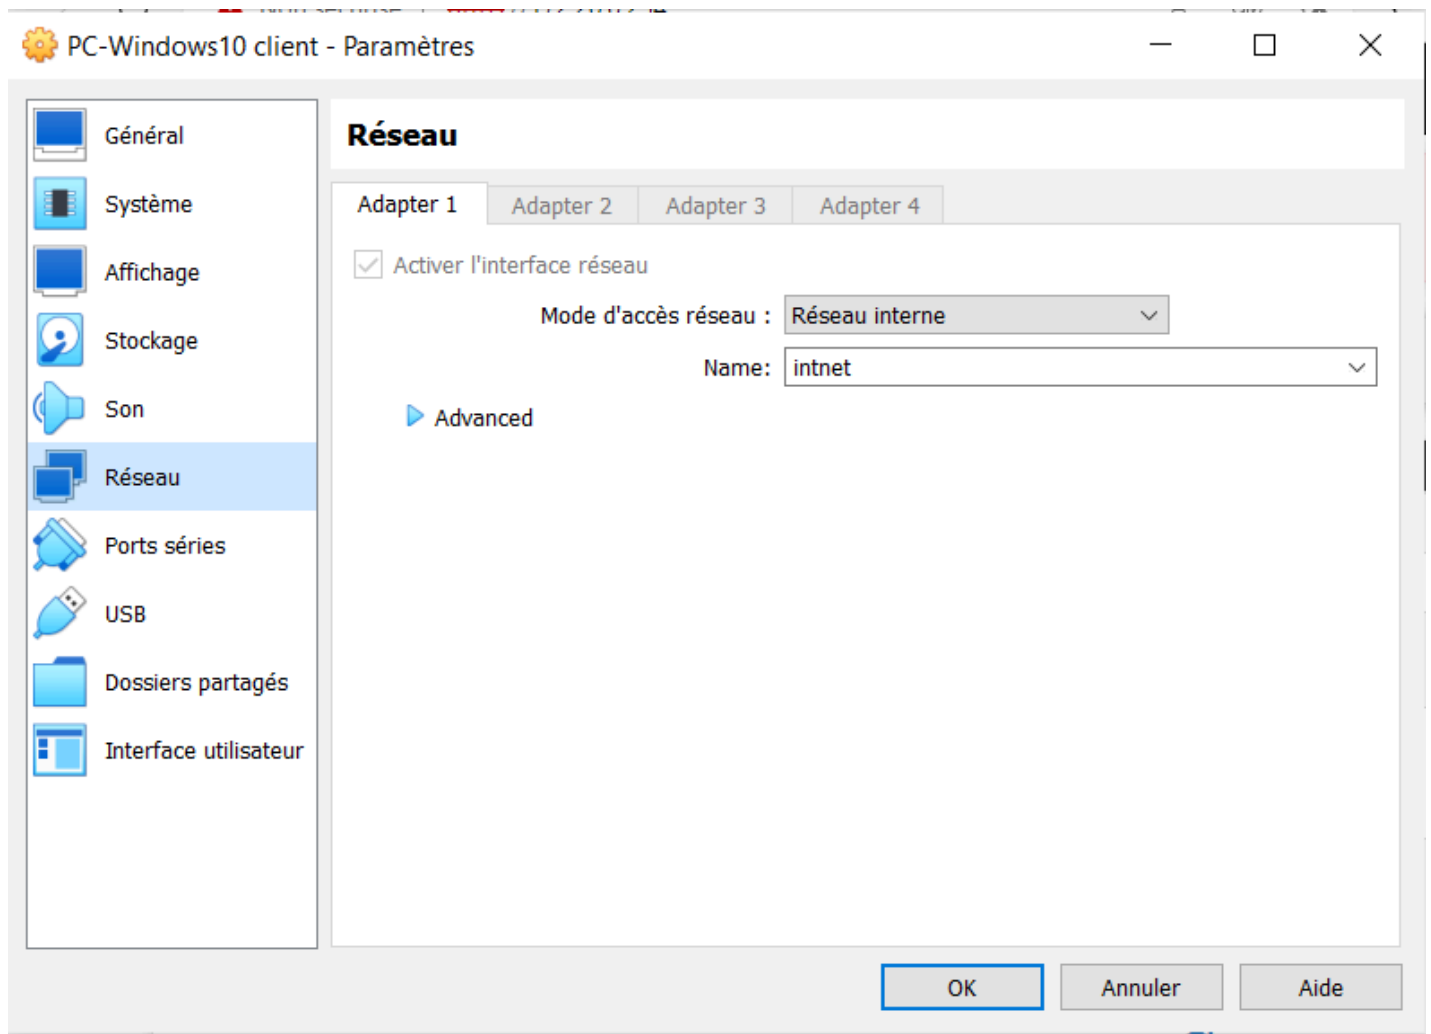 PC-Windows10 client - Paramètres
Général
Système
Affichage
Stockage
Son
Réseau
Ports séries
USB
Dossiers partagés
Interface utilisateur
Réseau
Adapter 1 Adapter 2 Adapter 3 Adapter 4
Activer l'interface réseau
Mode d'accès réseau : Réseau interne
Name: intnet
Advanced
OK Annuler Aide